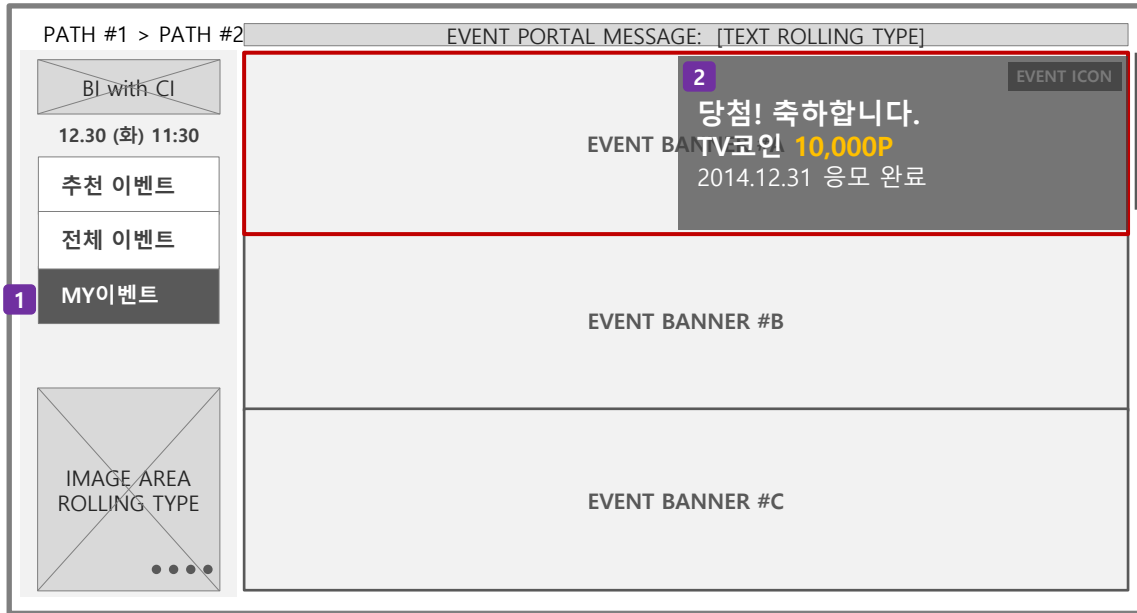 PATH #1 > PATH #2
EVENT PORTAL MESSAGE: [TEXT ROLLING TYPE]
BI with CI
12.30 (화) 11:30
추천 이벤트
전체 이벤트
1
MY이벤트
IMAGE AREA
ROLLING TYPE
2
EVENT ICON
당첨! 축하합니다.
EVENT BANNER #A
TV코인 10,000P
2014.12.31 응모 완료
EVENT BANNER #B
EVENT BANNER #C